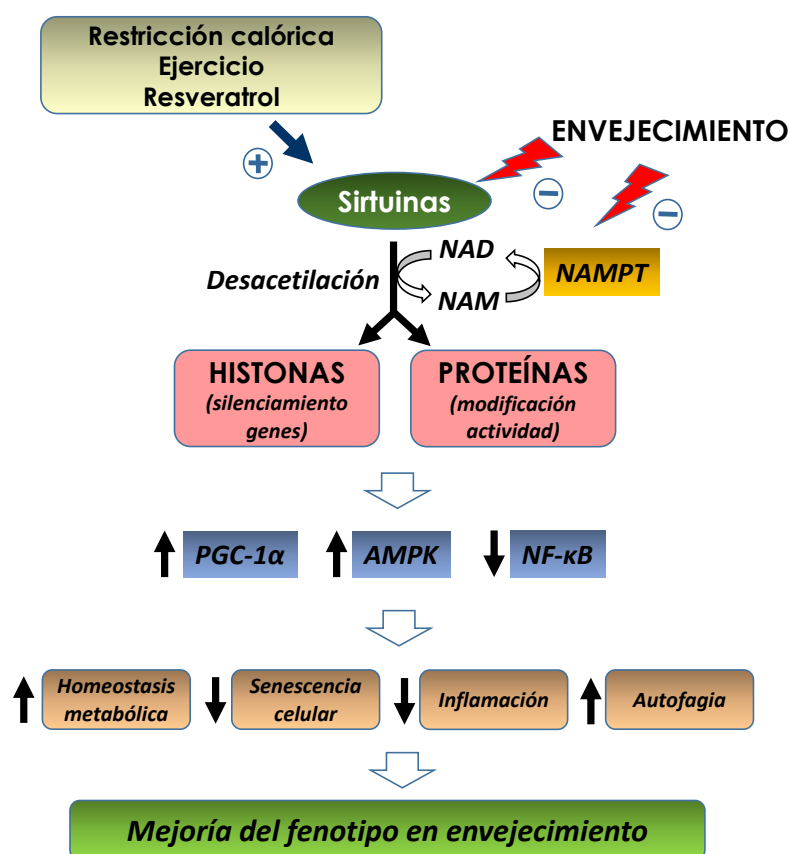 Restricción calórica
Ejercicio
Resveratrol
ENVEJECIMIENTO
+
−
−
Sirtuinas
NAD
Desacetilación
NAMPT
NAM
HISTONAS
(silenciamiento
genes)
PROTEÍNAS
(modificación
actividad)
PGC-1α
AMPK
NF-κB
Homeostasis
metabólica
Senescencia
celular
Inflamación
Autofagia
Mejoría del fenotipo en envejecimiento